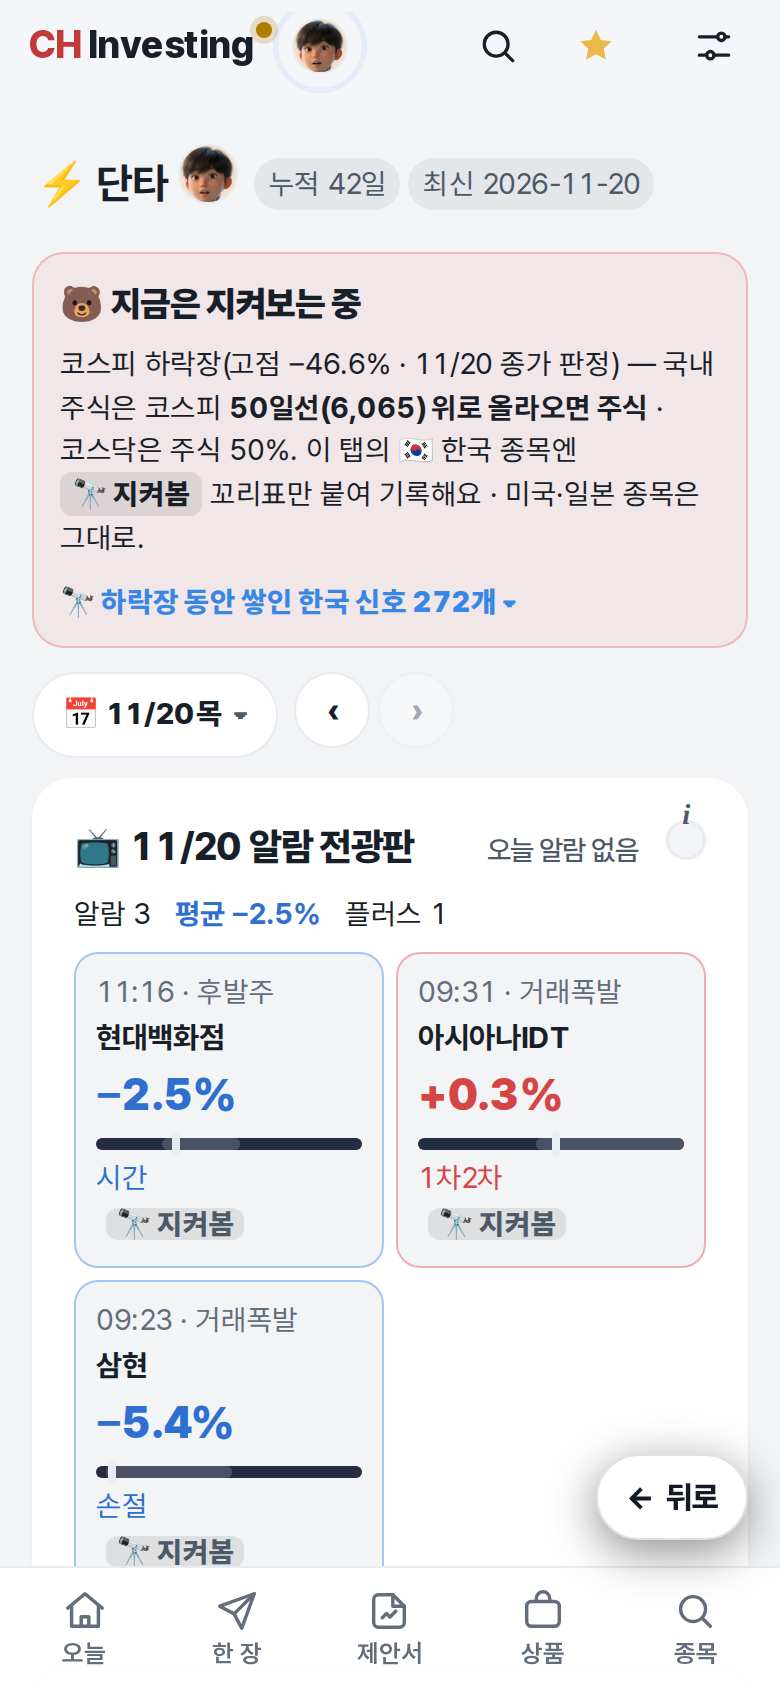 CH Investing
⚡ 단타 누적 42일 최신 2026-11-20
🐻 지금은 지켜보는 중
코스피 하락장(고점 −46.6% · 11/20 종가 판정) — 국내
주식은 코스피 50일선(6,065) 위로 올라오면 주식 ·
코스닥은 주식 50%. 이 탭의 🇰🇷 한국 종목엔
🔭 지켜봄 꼬리표만 붙여 기록해요 · 미국·일본 종목은
그대로.
🔭 하락장 동안 쌓인 한국 신호 272개
📅 11/20목 ‹ ›
📺 11/20 알람 전광판 오늘 알람 없음 i
알람 3 평균 −2.5% 플러스 1
11:16 · 후발주
현대백화점
−2.5%
시간
🔭 지켜봄
09:31 · 거래폭발
아시아나IDT
+0.3%
1차2차
🔭 지켜봄
09:23 · 거래폭발
삼현
−5.4%
손절
🔭 지켜봄
← 뒤로
오늘 한 장 제안서 상품 종목